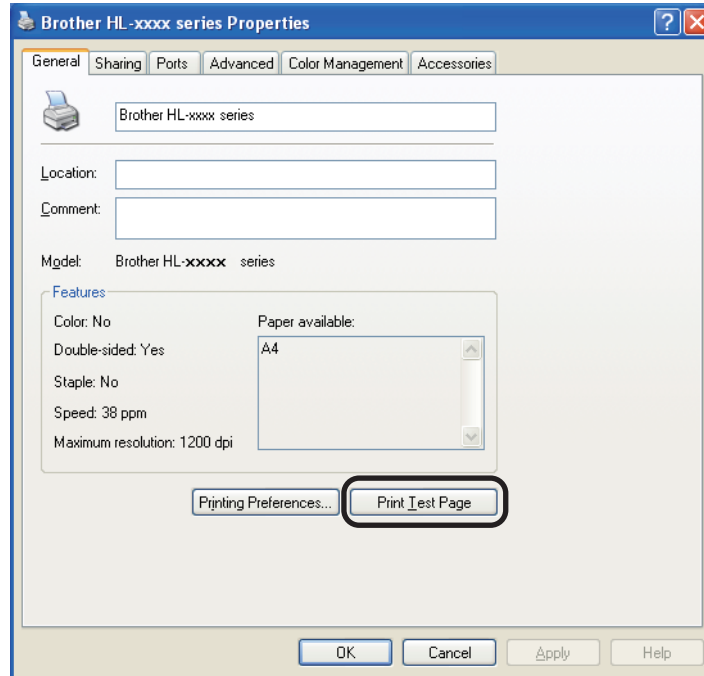 Brother HL-xxxx series Properties
General Sharing Ports Advanced Color Management Accessories
Brother HL-xxxx series
Location:
Comment:
Model: Brother HL-xxxx series
Features
Color: No
Paper available:
Double-sided: Yes
A4
Staple: No
Speed: 38 ppm
Maximum resolution: 1200 dpi
Printing Preferences...
Print Test Page
OK Cancel Apply Help